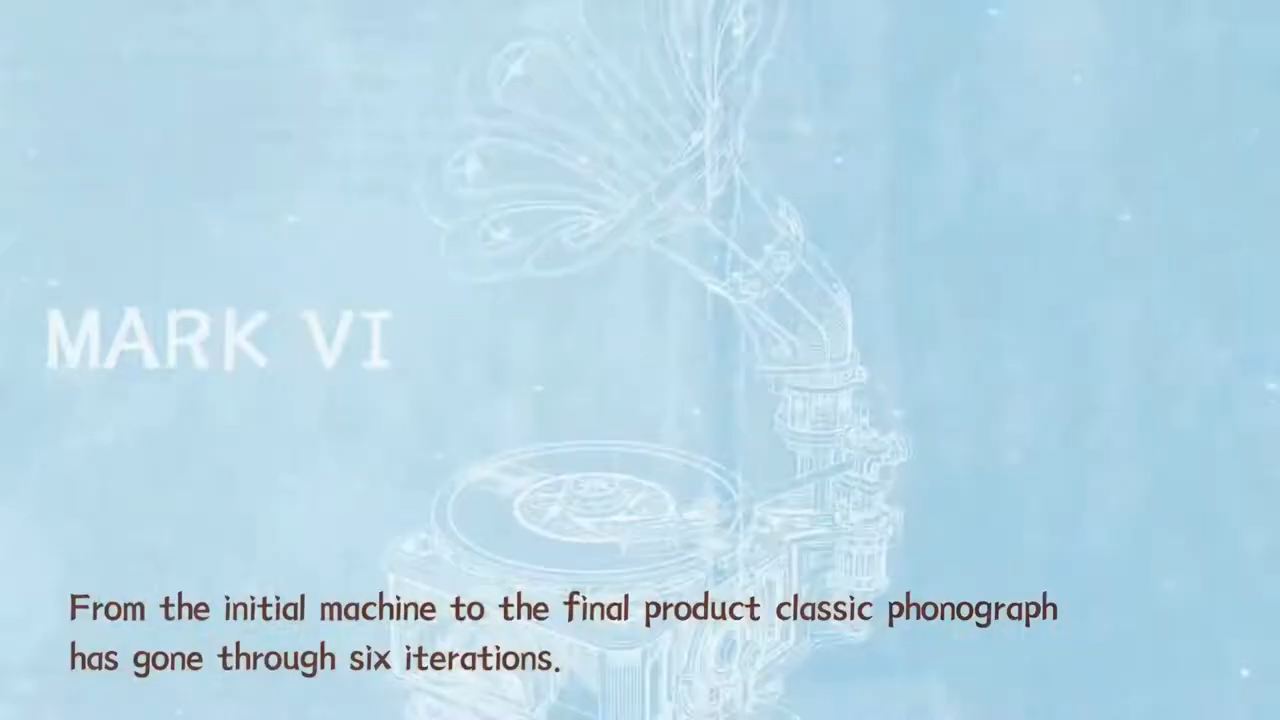 MARK VI
From the initial machine to the final product classic phonograph
has gone through six iterations.